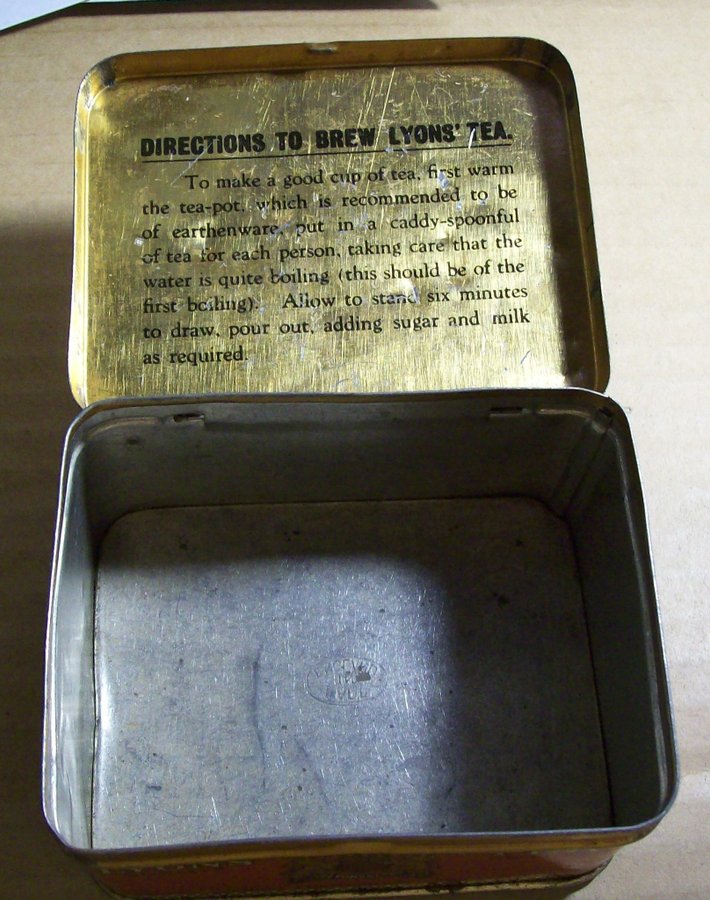 DIRECTIONS TO BREW LYONS' TEA.
To make a good cup of tea, first warm
the tea-pot, which is recommended to be
of earthenware, put in a caddy-spoonful
of tea for each person, taking care that the
water is quite boiling (this should be of the
first boiling). Allow to stand six minutes
to draw, pour out, adding sugar and milk
as required.